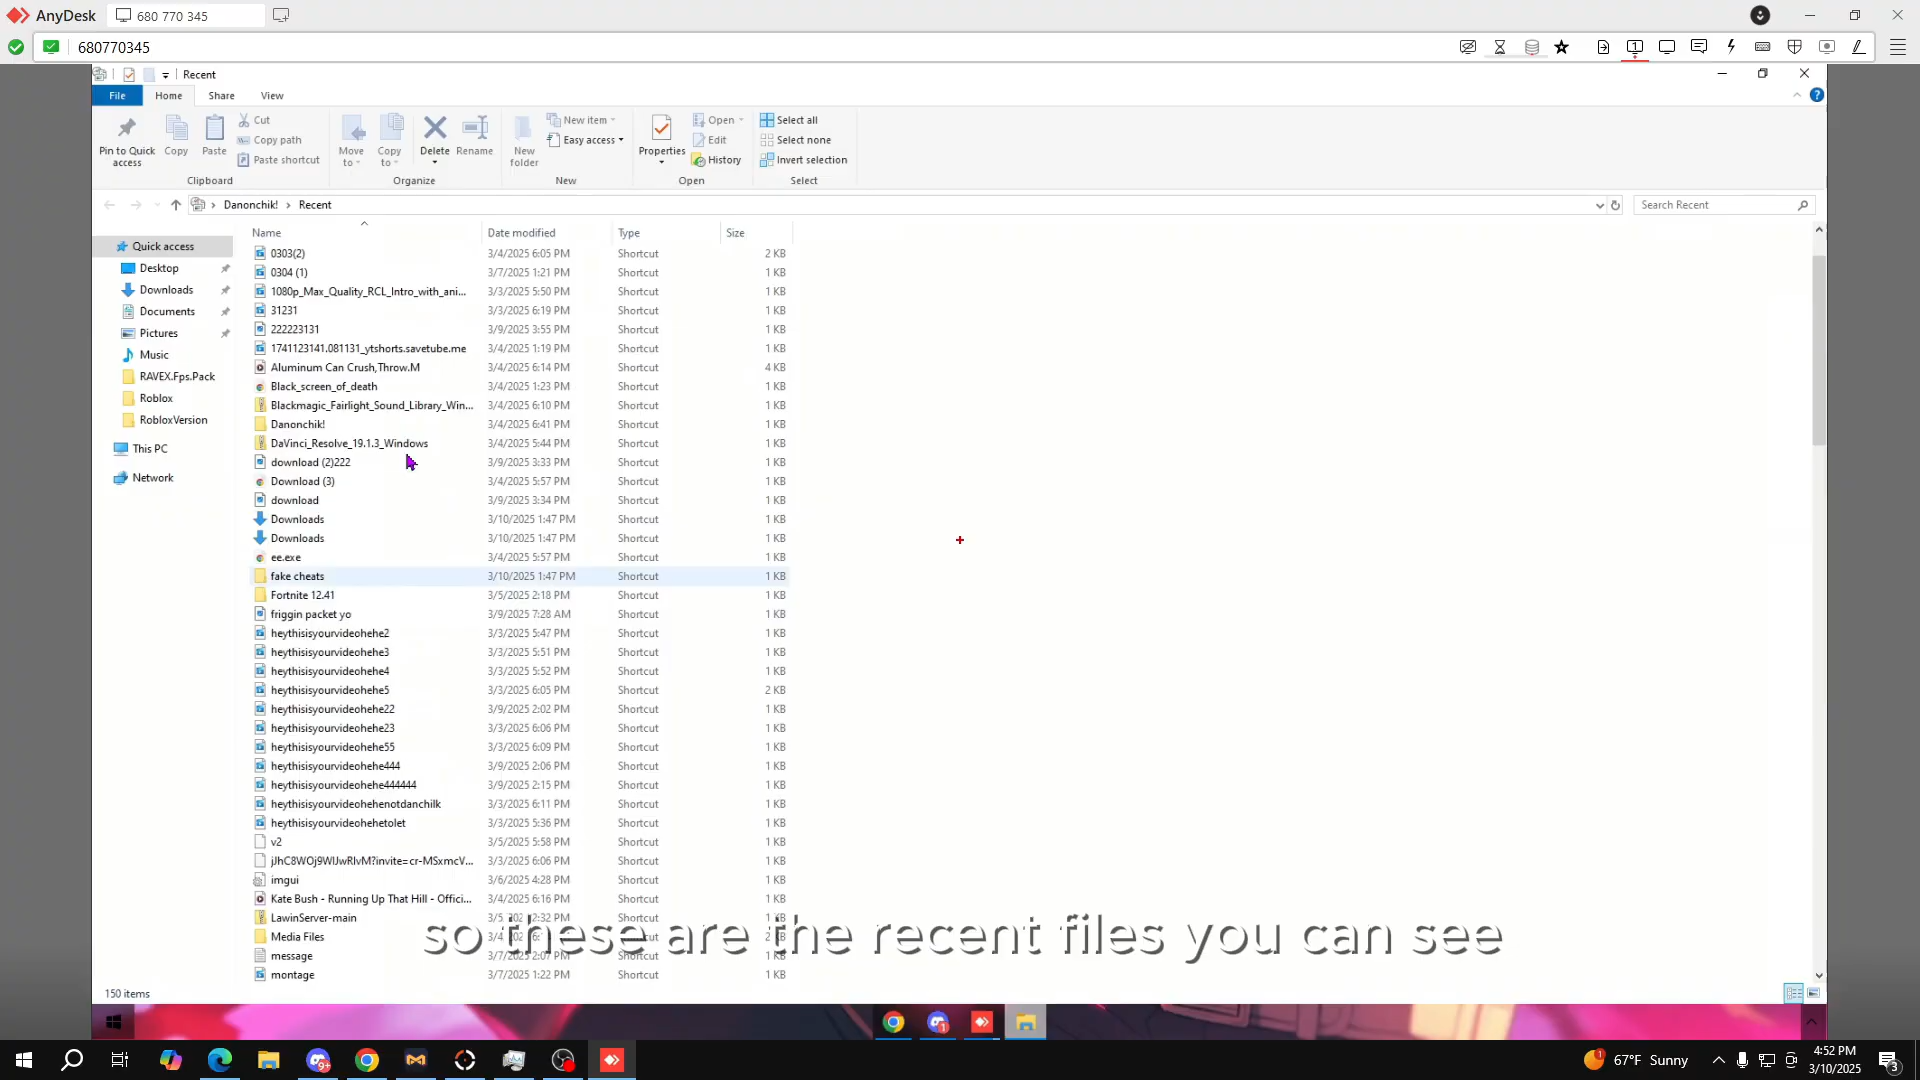 AnyDesk 680 770 345
680770345
Recent
File Home Share View
Pin to Quick access
Copy
Paste
Cut
Copy path
Paste shortcut
Clipboard
Move to
Copy to
Delete
Rename
Organize
New folder
New item
Easy access
New
Properties
Open
Edit
History
Open
Select all
Select none
Invert selection
Select
Danonchik! Recent
Search Recent
Quick access
Desktop
Downloads
Documents
Pictures
Music
RAVEX.Fps.Pack
Roblox
RobloxVersion
This PC
Network
Name Date modified Type Size
0303(2) 3/4/2025 6:05 PM Shortcut 2 KB
0304 (1) 3/7/2025 1:21 PM Shortcut 1 KB
1080p_Max_Quality_RCL_Intro_with_ani... 3/3/2025 5:50 PM Shortcut 1 KB
31231 3/3/2025 6:19 PM Shortcut 1 KB
222223131 3/9/2025 3:55 PM Shortcut 1 KB
1741123141.081131_ytshorts.savetube.me 3/4/2025 1:19 PM Shortcut 1 KB
Aluminum Can Crush,Throw.M 3/4/2025 6:14 PM Shortcut 4 KB
Black_screen_of_death 3/4/2025 1:23 PM Shortcut 1 KB
Blackmagic_Fairlight_Sound_Library_Win... 3/4/2025 6:10 PM Shortcut 1 KB
Danonchik! 3/4/2025 6:41 PM Shortcut 1 KB
DaVinci_Resolve_19.1.3_Windows 3/4/2025 5:44 PM Shortcut 1 KB
download (2)222 3/9/2025 3:33 PM Shortcut 1 KB
Download (3) 3/4/2025 5:57 PM Shortcut 1 KB
download 3/9/2025 3:34 PM Shortcut 1 KB
Downloads 3/10/2025 1:47 PM Shortcut 1 KB
Downloads 3/10/2025 1:47 PM Shortcut 1 KB
ee.exe 3/4/2025 5:57 PM Shortcut 1 KB
fake cheats 3/10/2025 1:47 PM Shortcut 1 KB
Fortnite 12.41 3/5/2025 2:18 PM Shortcut 1 KB
friggin packet yo 3/9/2025 7:28 AM Shortcut 1 KB
heythisisyourvideohehe2 3/3/2025 5:47 PM Shortcut 1 KB
heythisisyourvideohehe3 3/3/2025 5:51 PM Shortcut 1 KB
heythisisyourvideohehe4 3/3/2025 5:52 PM Shortcut 1 KB
heythisisyourvideohehe5 3/3/2025 6:05 PM Shortcut 2 KB
heythisisyourvideohehe22 3/9/2025 2:02 PM Shortcut 1 KB
heythisisyourvideohehe23 3/3/2025 6:06 PM Shortcut 1 KB
heythisisyourvideohehe55 3/3/2025 6:09 PM Shortcut 1 KB
heythisisyourvideohehe444 3/9/2025 2:06 PM Shortcut 1 KB
heythisisyourvideohehe444444 3/9/2025 2:15 PM Shortcut 1 KB
heythisisyourvideohehenotdanchilk 3/3/2025 6:11 PM Shortcut 1 KB
heythisisyourvideohehetolet 3/3/2025 5:36 PM Shortcut 1 KB
v2 3/5/2025 5:58 PM Shortcut 1 KB
3/3/2025 6:06 PM Shortcut 1 KB
imgui 3/6/2025 4:28 PM Shortcut 1 KB
Kate Bush - Running Up That Hill - Offici... 3/4/2025 6:16 PM Shortcut 1 KB
LawinServer-main 2:32 PM Shortcut
Media Files Shortcut
so these are the recent files you can see
message 3/7/2025 2:07 PM Shortcut 1 KB
montage 3/7/2025 1:22 PM Shortcut 1 KB
150 items
67°F Sunny
4:52 PM
3/10/2025